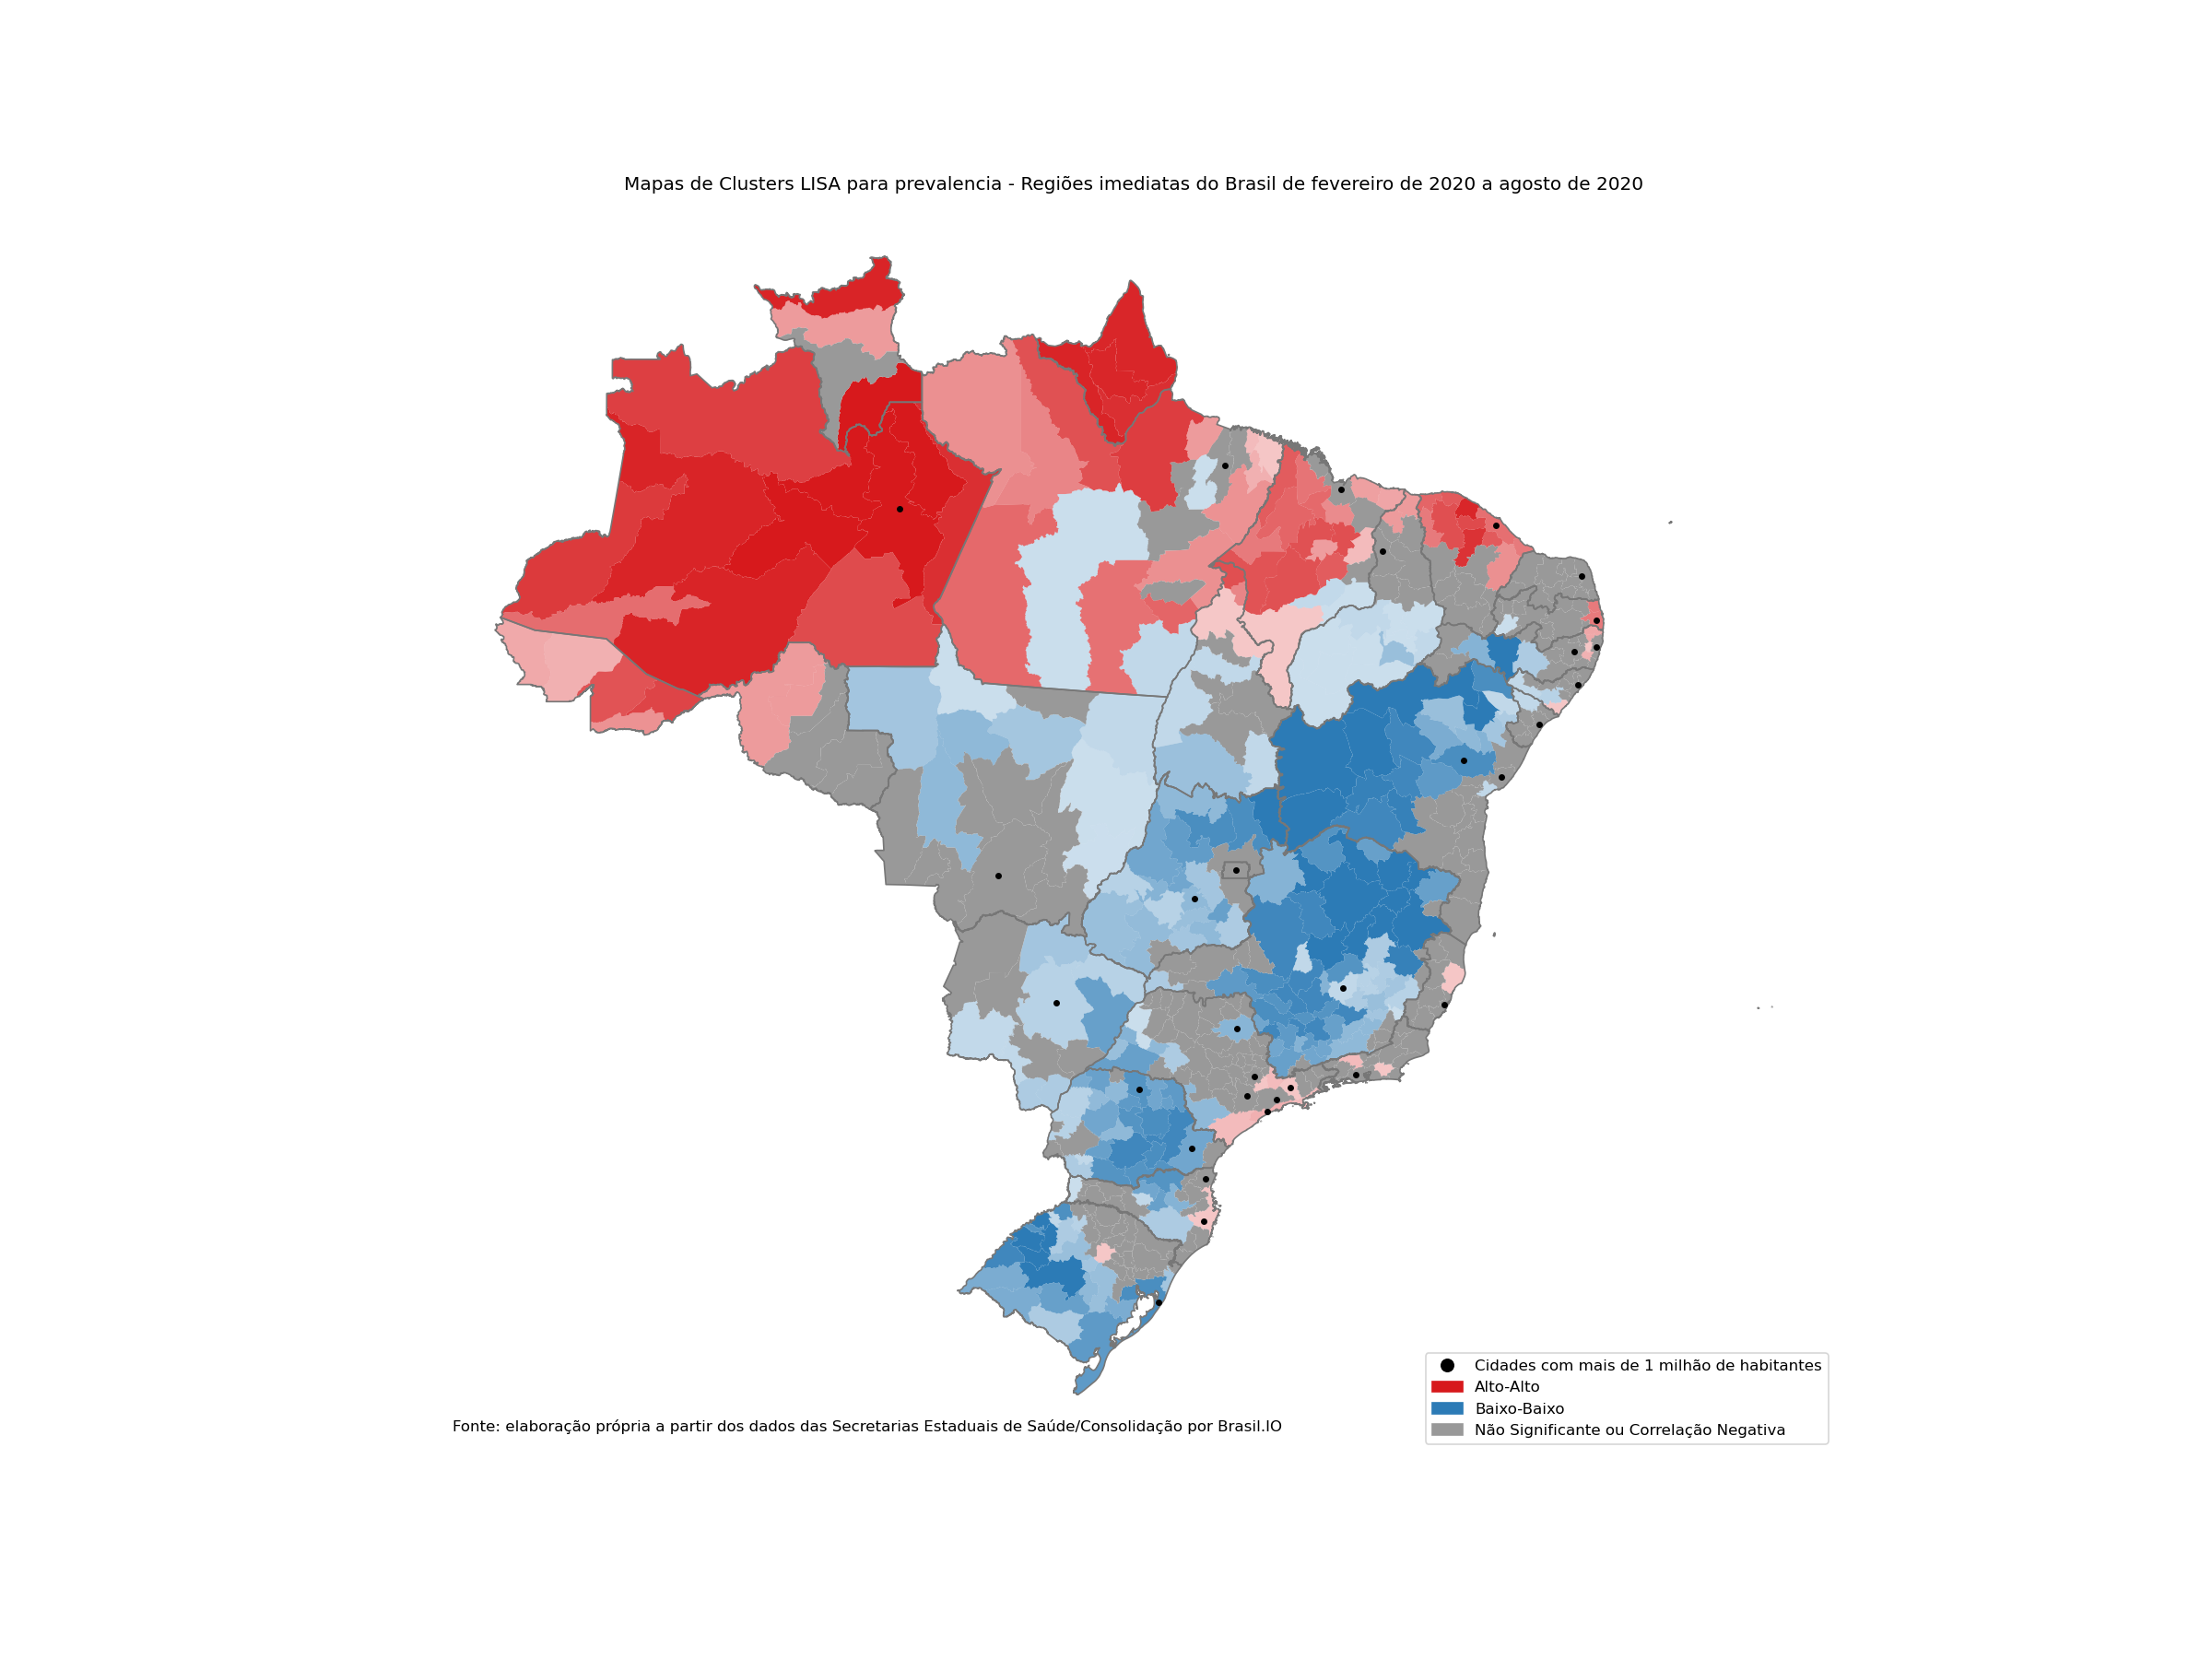 Mapas de Clusters LISA para prevalencia - Regiões imediatas do Brasil de fevereiro de 2020 a agosto de 2020
Cidades com mais de 1 milhão de habitantes
Alto-Alto
Baixo-Baixo
Não Significante ou Correlação Negativa
Fonte: elaboração própria a partir dos dados das Secretarias Estaduais de Saúde/Consolidação por Brasil.IO